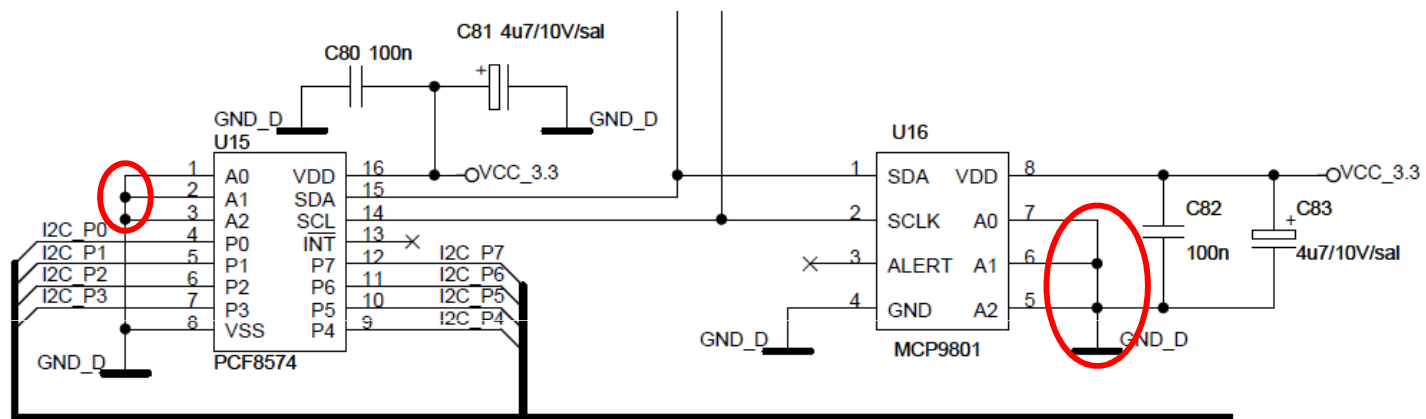 C81 4u7/10V/sal
C80 100n
+
GND_D
GND_D
U15
1 A0 VDD 16 VCC_3.3
2 A1 SDA 15
3 A2 SCL 14
I2C_P0 4 P0 INT 13
I2C_P1 5 P1 P7 12 I2C_P7
I2C_P2 6 P2 P6 11 I2C_P6
I2C_P3 7 P3 P5 10 I2C_P5
8 VSS P4 9 I2C_P4
GND_D
PCF8574
U16
1 SDA VDD 8 VCC_3.3
2 SCLK A0 7
3 ALERT A1 6
4 GND A2 5
C82
100n
C83
+
4u7/10V/sal
GND_D
GND_D
MCP9801